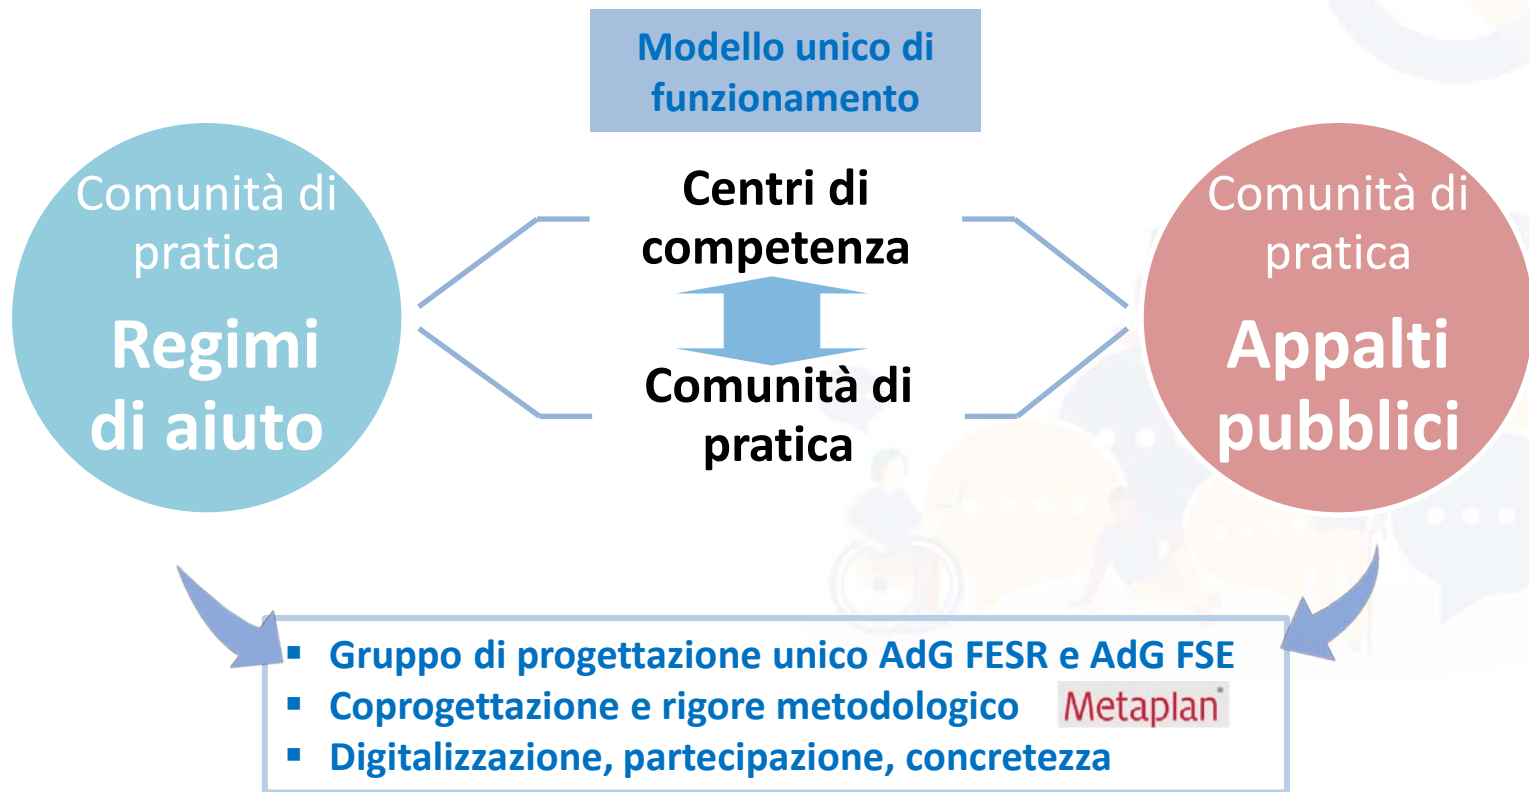 Modello unico di
funzionamento
Comunità di
pratica
Regimi
di aiuto
Centri di
competenza
Comunità di
pratica
Comunità di
pratica
Appalti
pubblici
▪ Gruppo di progettazione unico AdG FESR e AdG FSE
▪ Coprogettazione e rigore metodologico Metaplan®
▪ Digitalizzazione, partecipazione, concretezza